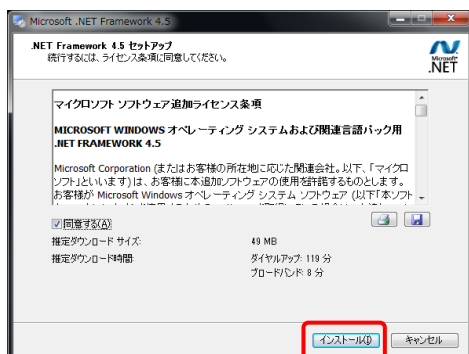 Microsoft .NET Framework 4.5
.NET Framework 4.5 セットアップ
続行するには、ライセンス条項に同意してください。
Microsoft
.NET
マイクロソフト ソフトウェア追加ライセンス条項
MICROSOFT WINDOWS オペレーティング システムおよび関連言語パック用
.NET FRAMEWORK 4.5
Microsoft Corporation (またはお客様の所在地に応じた関連会社。以下、「マイクロ
ソフト」といいます) は、お客様に本追加ソフトウェアの使用を許諾するものとします。
お客様が Microsoft Windows オペレーティング システム ソフトウェア (以下「本ソフト
同意する(A)
推定ダウンロード サイズ: 49 MB
推定ダウンロード時間: ダイヤルアップ: 119 分
ブロードバンド: 8 分
インストール(I)
キャンセル